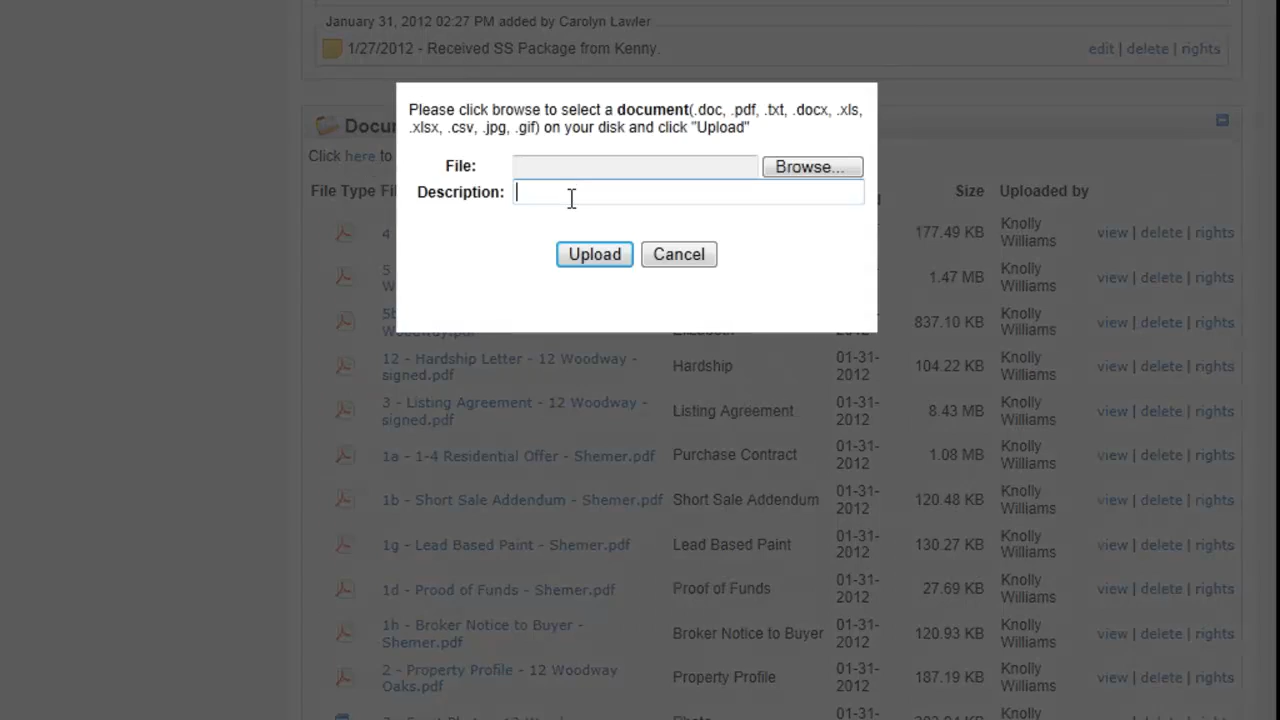 January 31, 2012 02:27 PM added by Carolyn Lawler
1/27/2012 - Received SS Package from Kenny.
edit | delete | rights
Please click browse to select a document(.doc, .pdf, .txt, .docx, .xls,
.xlsx, .csv, .jpg, .gif) on your disk and click "Upload"
File:
Browse...
Description:
Upload
Cancel
Click here to
File Type
Size
Uploaded by
4
177.49 KB
Knolly
Williams
view | delete | rights
5
1.47 MB
Knolly
Williams
view | delete | rights
837.10 KB
Knolly
Williams
view | delete | rights
12 - Hardship Letter - 12 Woodway -
signed.pdf
Hardship
01-31-
2012
104.22 KB
Knolly
Williams
view | delete | rights
3 - Listing Agreement - 12 Woodway -
signed.pdf
Listing Agreement
01-31-
2012
8.43 MB
Knolly
Williams
view | delete | rights
1a - 1-4 Residential Offer - Shemer.pdf
Purchase Contract
01-31-
2012
1.08 MB
Knolly
Williams
view | delete | rights
1b - Short Sale Addendum - Shemer.pdf
Short Sale Addendum
01-31-
2012
120.48 KB
Knolly
Williams
view | delete | rights
1g - Lead Based Paint - Shemer.pdf
Lead Based Paint
01-31-
2012
130.27 KB
Knolly
Williams
view | delete | rights
1d - Prood of Funds - Shemer.pdf
Proof of Funds
01-31-
2012
27.69 KB
Knolly
Williams
view | delete | rights
1h - Broker Notice to Buyer -
Shemer.pdf
Broker Notice to Buyer
01-31-
2012
120.93 KB
Knolly
Williams
view | delete | rights
2 - Property Profile - 12 Woodway
Oaks.pdf
Property Profile
01-31-
2012
187.19 KB
Knolly
Williams
view | delete | rights